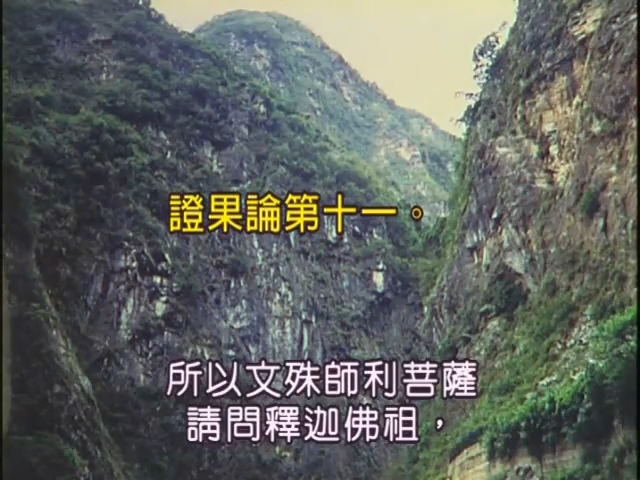 證果論第十一。
所以文殊師利菩薩
請問釋迦佛祖，